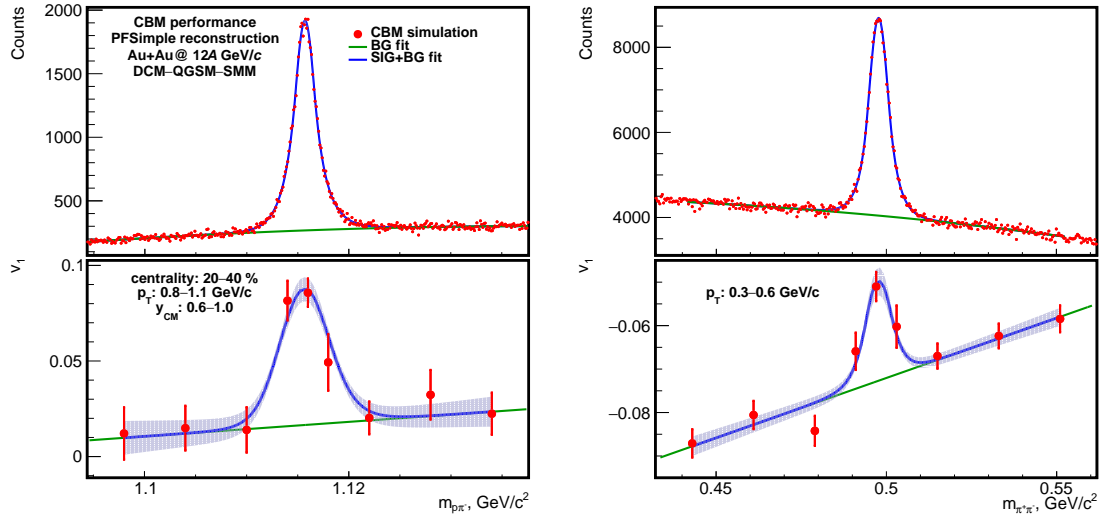 Counts
2000
1500
1000
500
CBM performance
PFSimple reconstruction
Au+Au@ 12A GeV/c
DCM−QGSM−SMM
CBM simulation
BG fit
SIG+BG fit
Counts
8000
6000
4000
v1
0.1
0.05
0
centrality: 20−40 %
pT: 0.8−1.1 GeV/c
yCM: 0.6−1.0
1.1
1.12
mpπ-, GeV/c²
v1
−0.06
−0.08
pT: 0.3−0.6 GeV/c
0.45
0.5
0.55
mπ+π-, GeV/c²